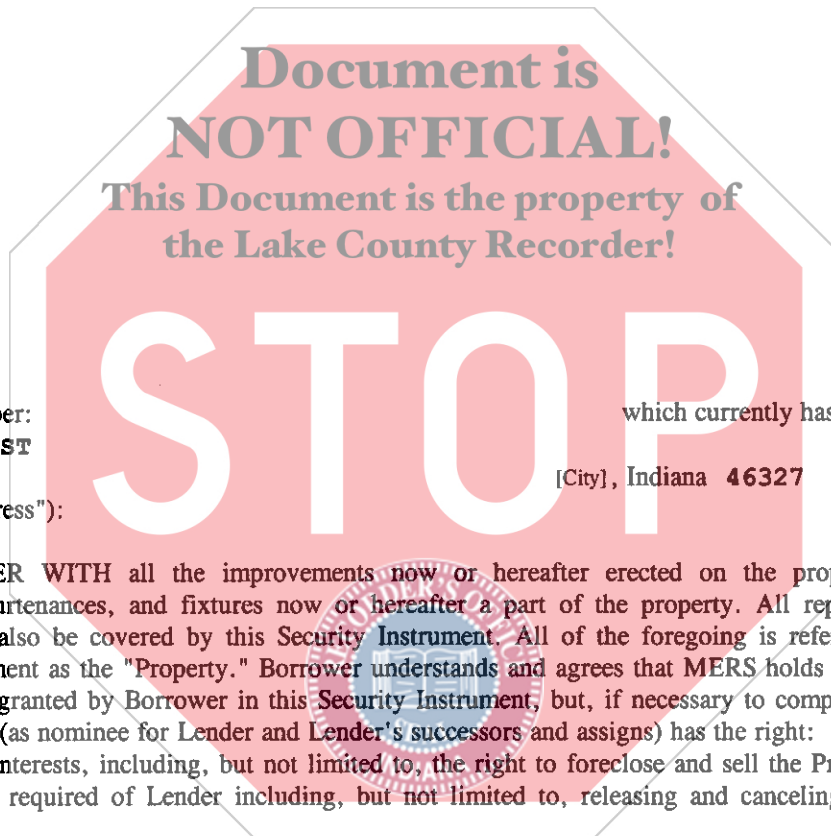 Document is
NOT OFFICIAL!
This Document is the property of
the Lake County Recorder!
STOP
per: which currently has
ST
[City], Indiana 46327
ress"):
ER WITH all the improvements now or hereafter erected on the prop
urtenances, and fixtures now or hereafter a part of the property. All rep
also be covered by this Security Instrument. All of the foregoing is refe
ment as the "Property." Borrower understands and agrees that MERS holds
granted by Borrower in this Security Instrument, but, if necessary to comp
(as nominee for Lender and Lender's successors and assigns) has the right:
nterests, including, but not limited to, the right to foreclose and sell the Pr
required of Lender including, but not limited to, releasing and canceling